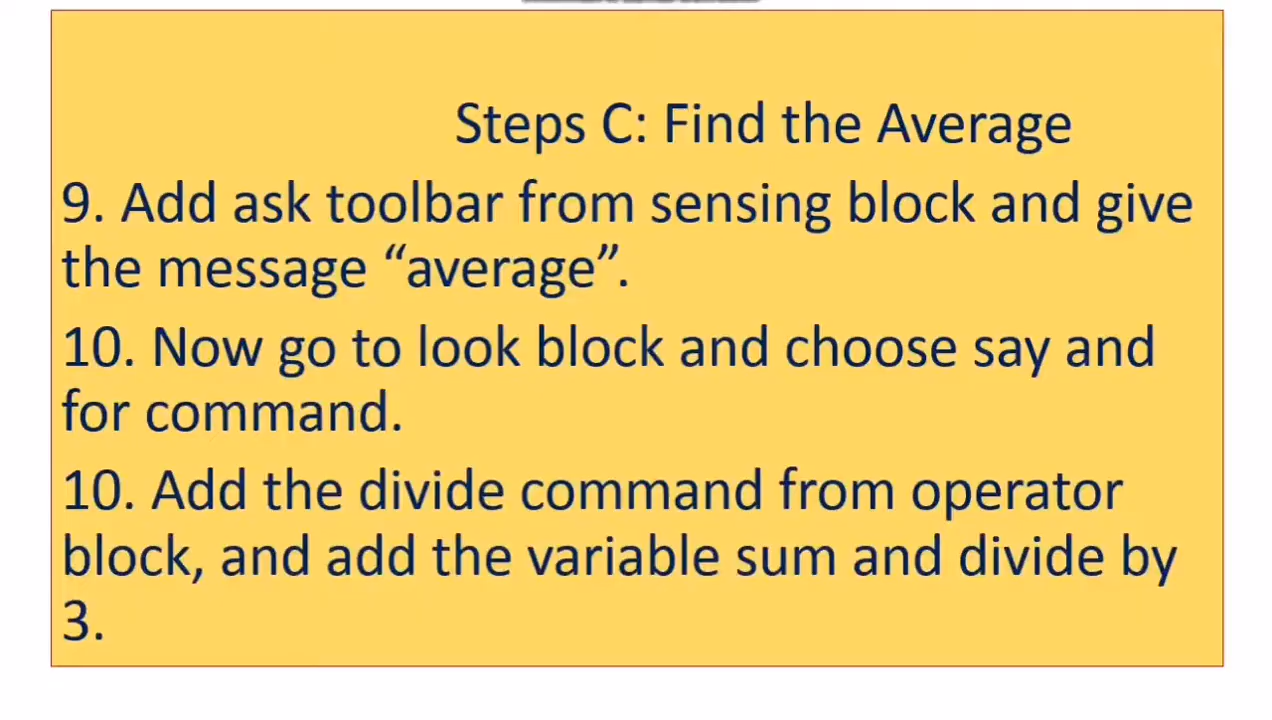 Steps C: Find the Average
9. Add ask toolbar from sensing block and give
the message “average”.
10. Now go to look block and choose say and
for command.
10. Add the divide command from operator
block, and add the variable sum and divide by
3.